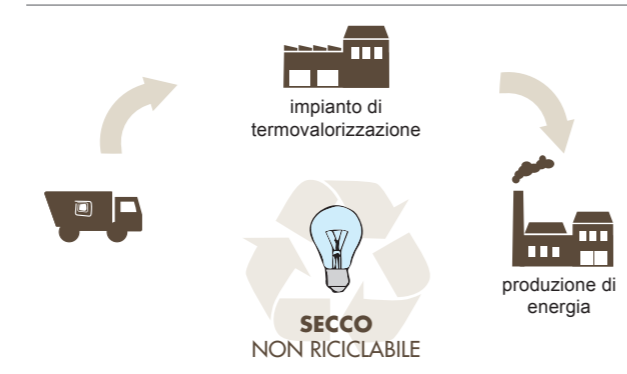 impianto di
termovalorizzazione
produzione di
energia
SECCO
NON RICICLABILE